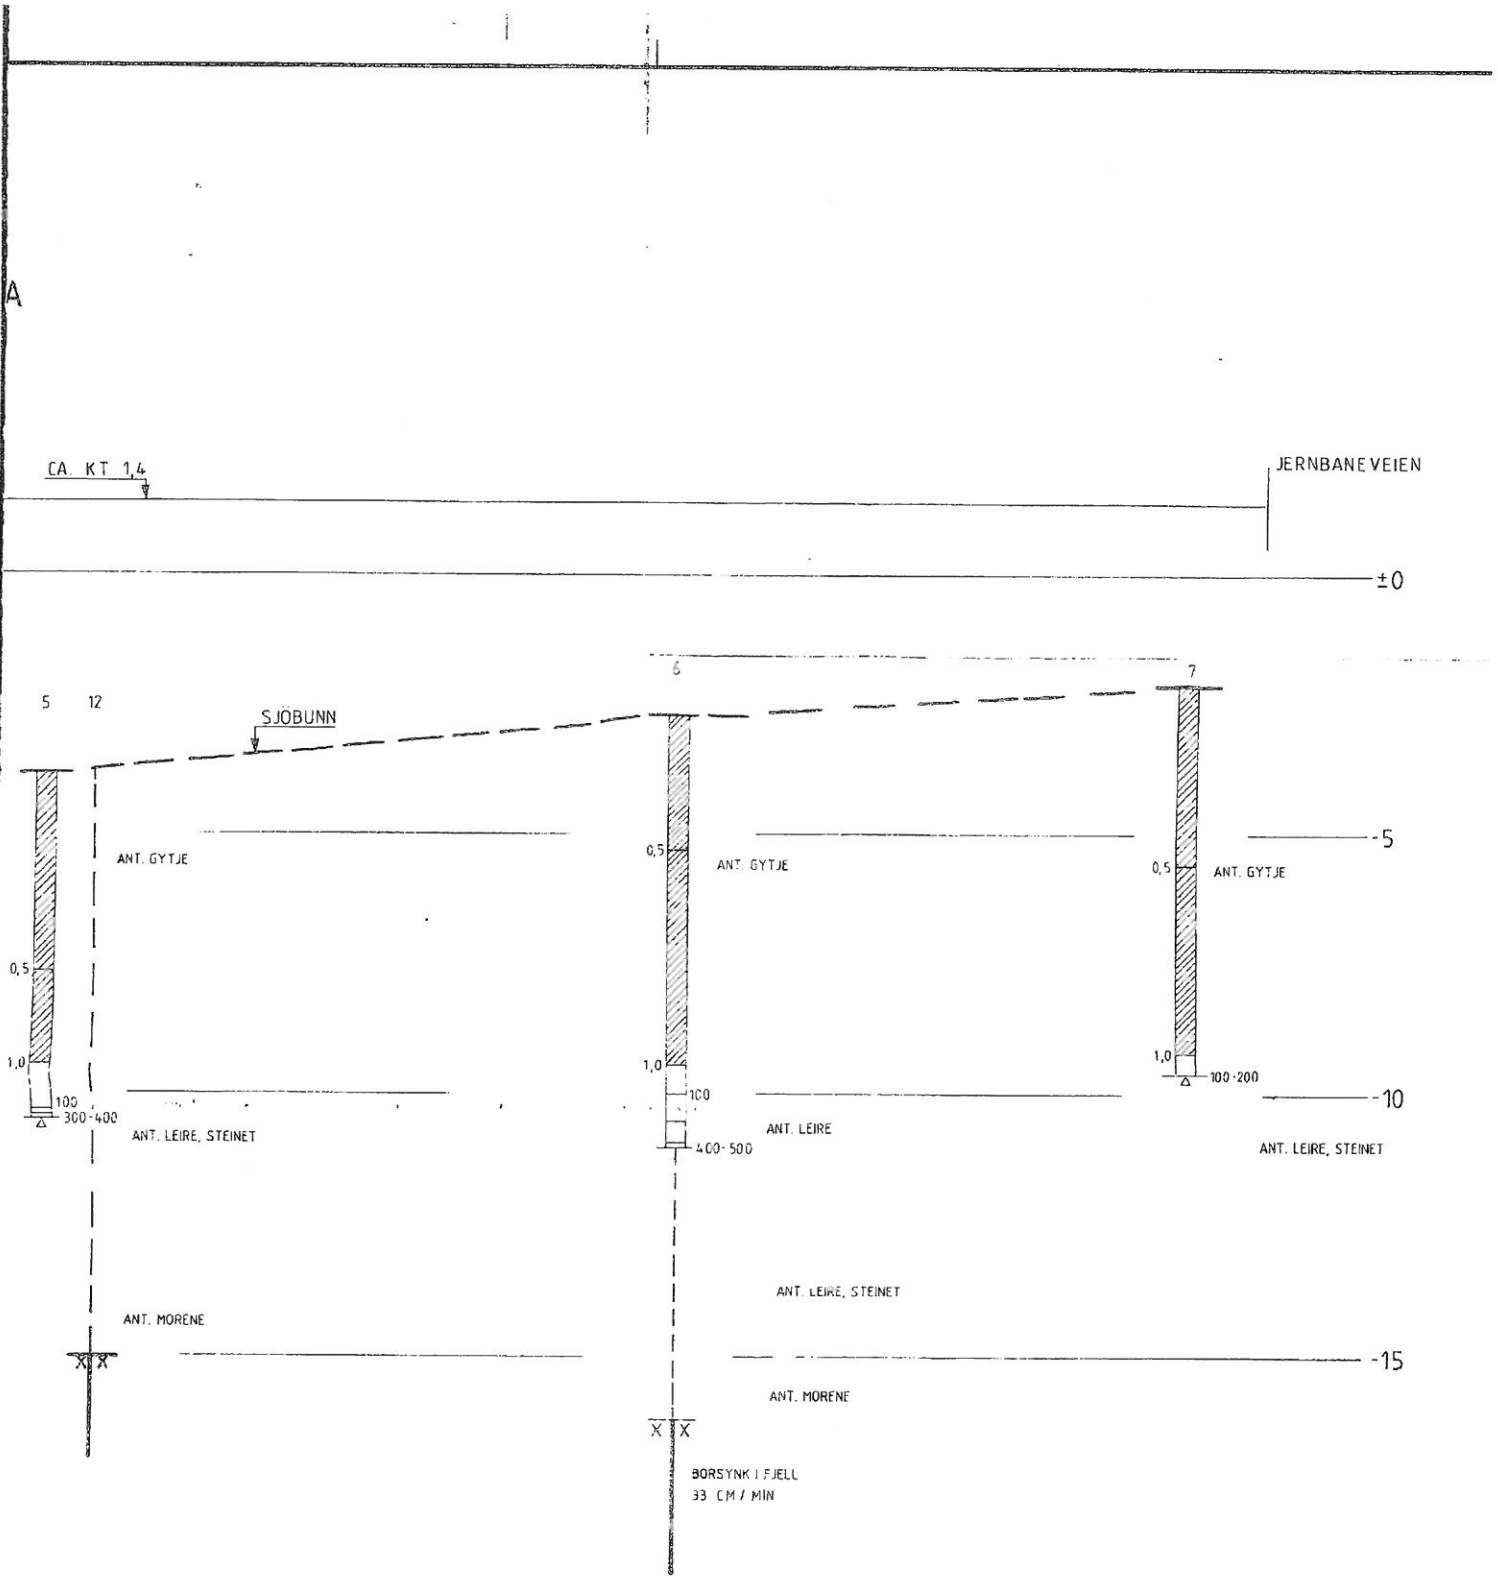 A
CA. KT 1,4
JERNBANEVEIEN
±0
6
7
5 12
SJÖBUNN
-5
ANT. GYTJE
0,5
ANT. GYTJE
0,5
ANT. GYTJE
0,5
1,0
1,0
1,0
100-200
100
100
-10
300-400
ANT. LEIRE, STEINET
ANT. LEIRE
400-500
ANT. LEIRE, STEINET
ANT. LEIRE, STEINET
ANT. MORENE
X X
-15
ANT. MORENE
X X
BORSYNK I FJELL
33 CM / MIN